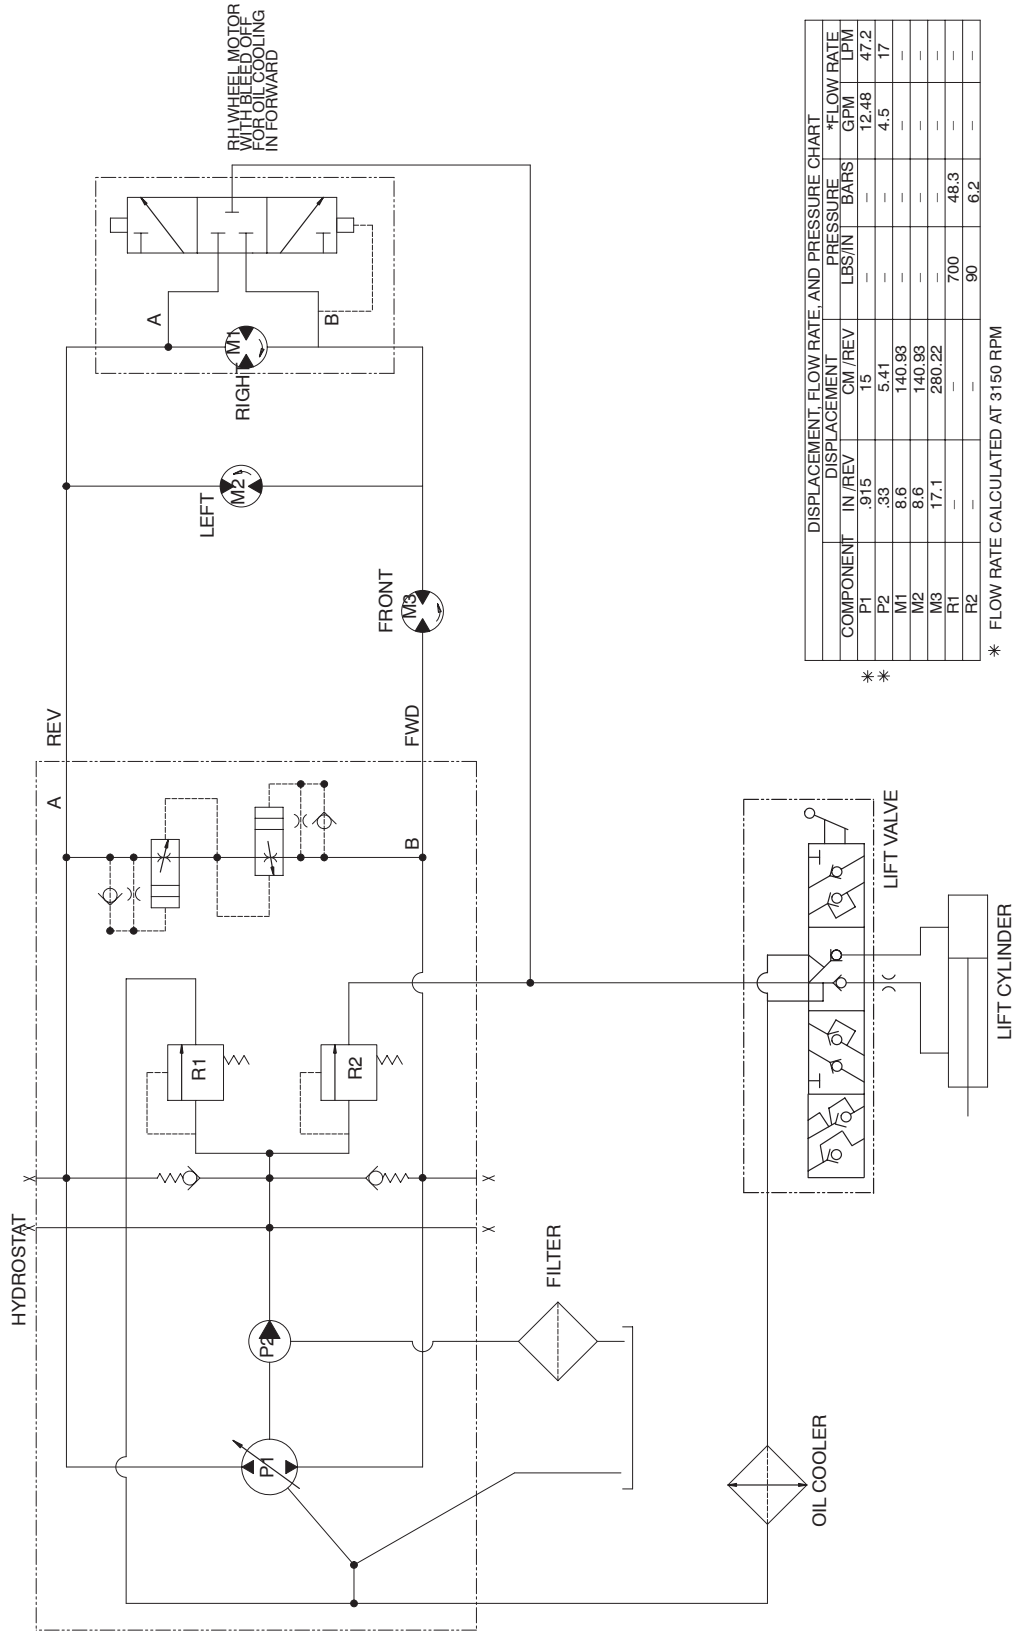 RH WHEEL MOTOR
WITH BLEED OFF
FOR OIL COOLING
IN FORWARD
HYDROSTAT
A
REV
A
M1
RIGHT
B
LEFT
M2
FRONT
M3
FWD
B
R1
R2
P2
P1
FILTER
OIL COOLER
LIFT VALVE
LIFT CYLINDER
DISPLACEMENT, FLOW RATE, AND PRESSURE CHART
DISPLACEMENT PRESSURE *FLOW RATE
COMPONENT IN /REV CM /REV LBS/IN BARS GPM LPM
* P1 .915 15 – – 12.48 47.2
* P2 .33 5.41 – – 4.5 17
M1 8.6 140.93 – – – –
M2 8.6 140.93 – – – –
M3 17.1 280.22 – – – –
R1 – – 700 48.3 – –
R2 – – 90 6.2 – –
* FLOW RATE CALCULATED AT 3150 RPM